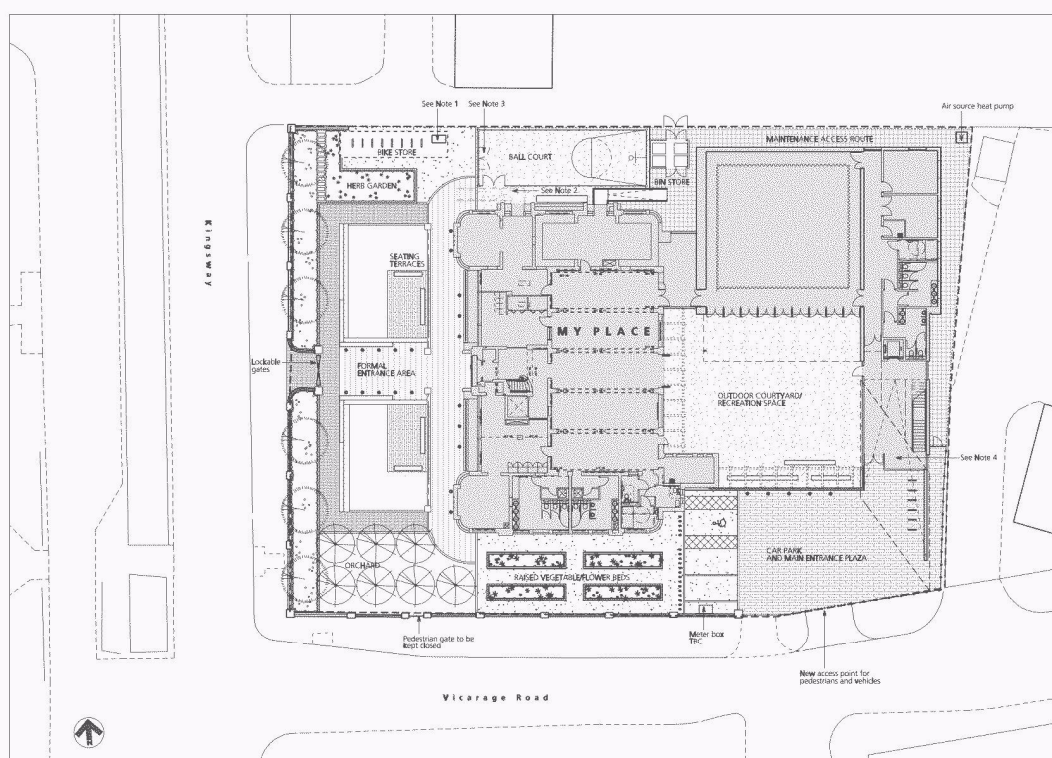 See Note 1
See Note 3
Air source heat pump
MAINTENANCE ACCESS ROUTE
BIKE STORE
BALL COURT
BIN STORE
HERB GARDEN
See Note 2
Kingsway
SEATING
TERRACES
MY PLACE
Lockable
gates
FORMAL
ENTRANCE AREA
OUTDOOR COURTYARD/
RECREATION SPACE
See Note 4
CAR PARK
AND MAIN ENTRANCE PLAZA
ORCHARD
RAISED VEGETABLE/FLOWER BEDS
Pedestrian gate to be
kept closed
Meter box
TBC
New access point for
pedestrians and vehicles
Vicarage Road